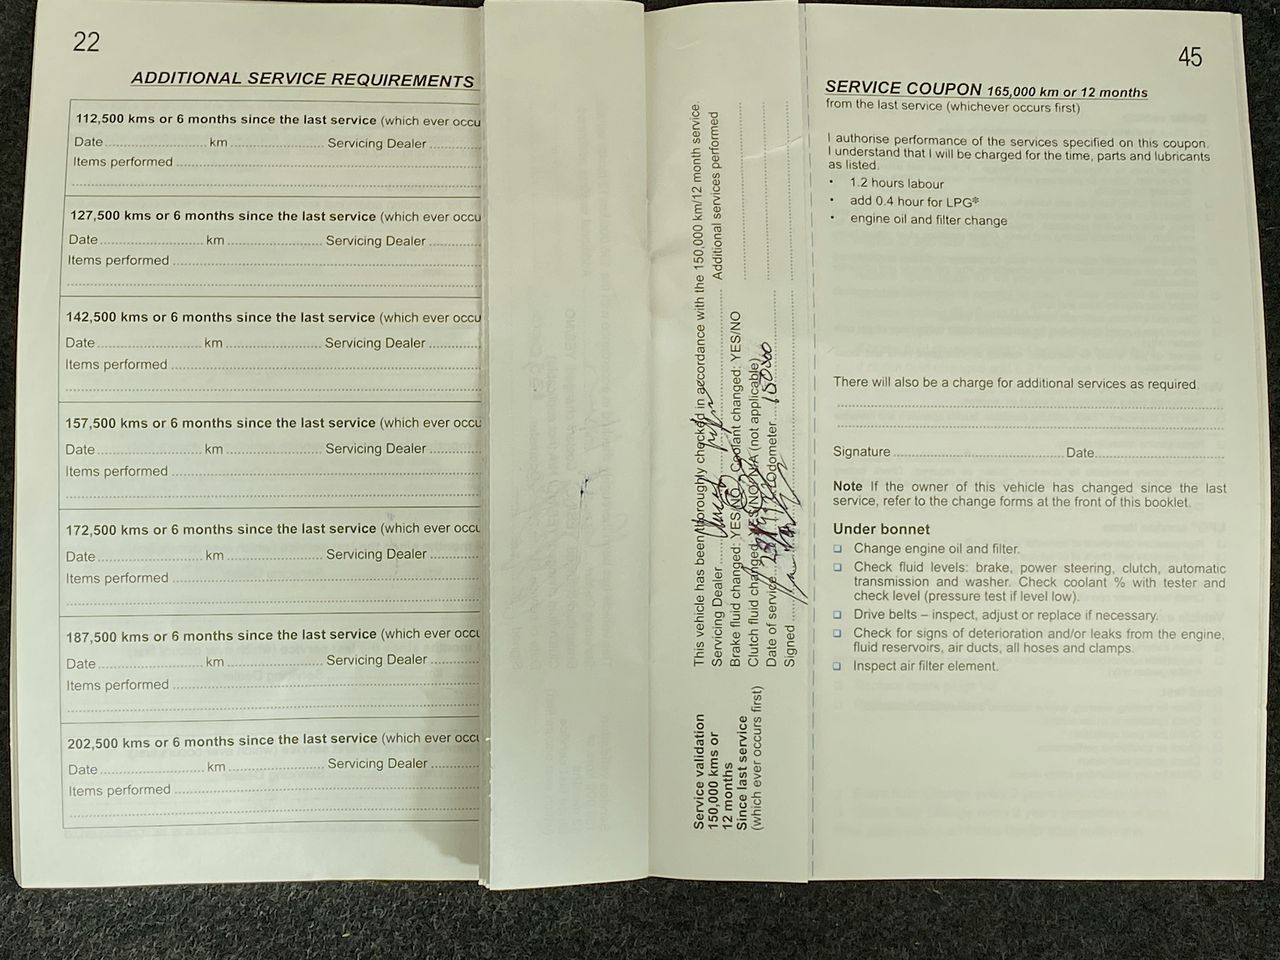 22
ADDITIONAL SERVICE REQUIREMENTS
112,500 kms or 6 months since the last service (which ever occu
Date km Servicing Dealer
Items performed
127,500 kms or 6 months since the last service (which ever occu
Date km Servicing Dealer
Items performed
142,500 kms or 6 months since the last service (which ever occu
Date km Servicing Dealer
Items performed
157,500 kms or 6 months since the last service (which ever occu
Date km Servicing Dealer
Items performed
172,500 kms or 6 months since the last service (which ever occu
Date km Servicing Dealer
Items performed
187,500 kms or 6 months since the last service (which ever occu
Date km Servicing Dealer
Items performed
202,500 kms or 6 months since the last service (which ever occu
Date km Servicing Dealer
Items performed
Service validation
150,000 kms or
12 months
Since last service
(which ever occurs first)
This vehicle has been thoroughly checked in accordance with the 150,000 km/12 month service.
Servicing Dealer Additional services performed
Brake fluid changed: YES/NO Coolant changed: YES/NO
Clutch fluid changed: YES/NO/N/A (not applicable)
Date of service Odometer 150000
Signed
45
SERVICE COUPON 165,000 km or 12 months
from the last service (whichever occurs first)
I authorise performance of the services specified on this coupon.
I understand that I will be charged for the time, parts and lubricants
as listed.
• 1.2 hours labour
• add 0.4 hour for LPG*
• engine oil and filter change
There will also be a charge for additional services as required.
Signature Date
Note If the owner of this vehicle has changed since the last
service, refer to the change forms at the front of this booklet.
Under bonnet
❑ Change engine oil and filter.
❑ Check fluid levels: brake, power steering, clutch, automatic
transmission and washer. Check coolant % with tester and
check level (pressure test if level low).
❑ Drive belts – inspect, adjust or replace if necessary.
❑ Check for signs of deterioration and/or leaks from the engine,
fluid reservoirs, air ducts, all hoses and clamps.
❑ Inspect air filter element.